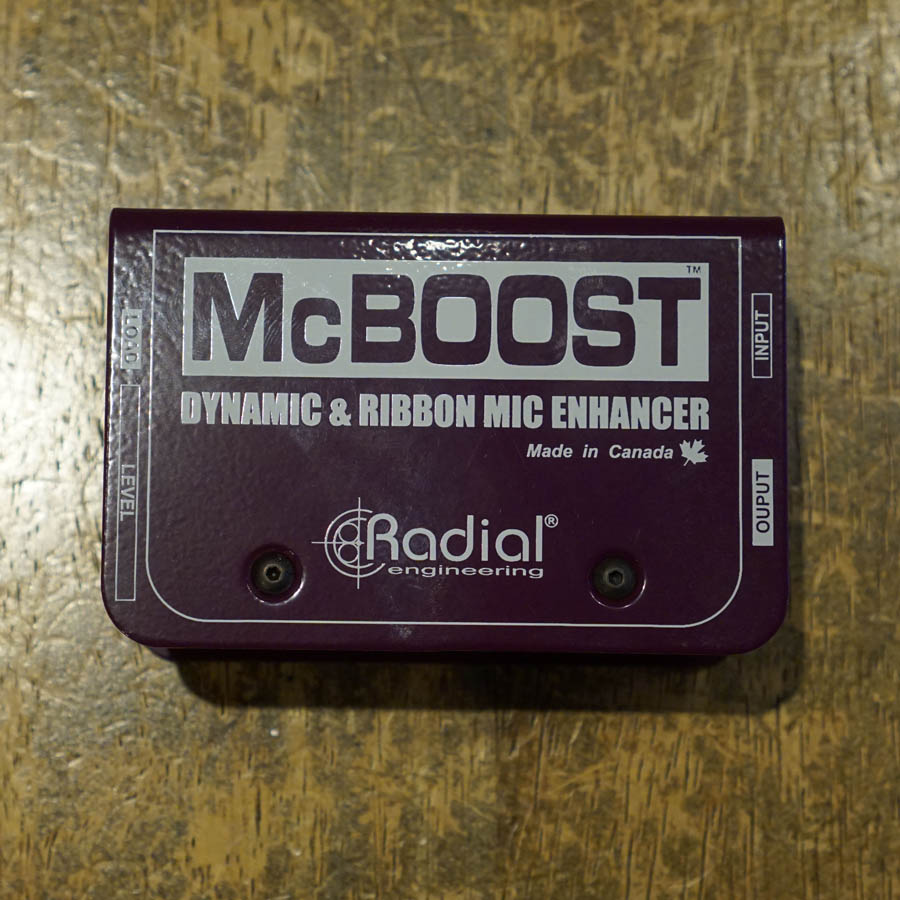 McBOOST™
DYNAMIC & RIBBON MIC ENHANCER
Made in Canada
Radial®
engineering
LOAD
LEVEL
INPUT
OUPUT